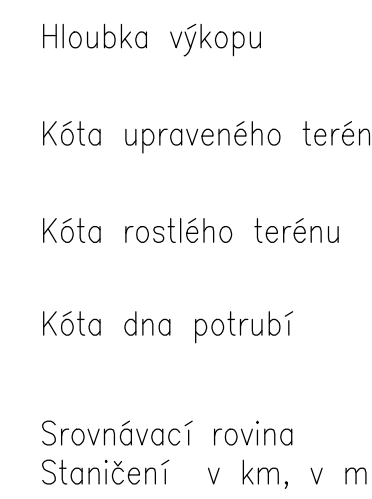 Hloubka výkopu
Kóta upraveného terén
Kóta rostlého terénu
Kóta dna potrubí
Srovnávací rovina
Staničení v km, v m